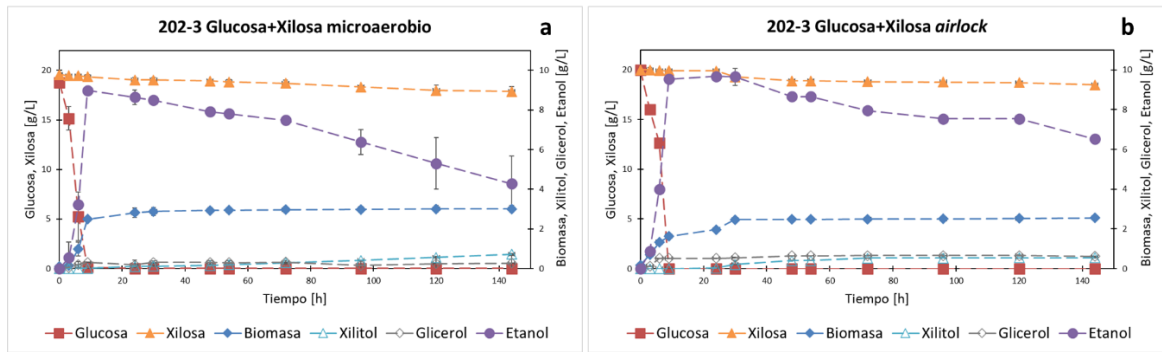 202-3 Glucosa+Xilosa microaerobio
a
Glucosa, Xilosa [g/L]
20
15
10
5
0
10
8
6
4
2
0
Biomasa, Xilitol, Glicerol, Etanol [g/L]
0 20 40 60 80 100 120 140
Tiempo [h]
Glucosa Xilosa Biomasa Xilitol Glicerol Etanol
202-3 Glucosa+Xilosa airlock
b
Glucosa, Xilosa [g/L]
20
15
10
5
0
10
8
6
4
2
0
Biomasa, Xilitol, Glicerol, Etanol [g/L]
0 20 40 60 80 100 120 140
Tiempo [h]
Glucosa Xilosa Biomasa Xilitol Glicerol Etanol